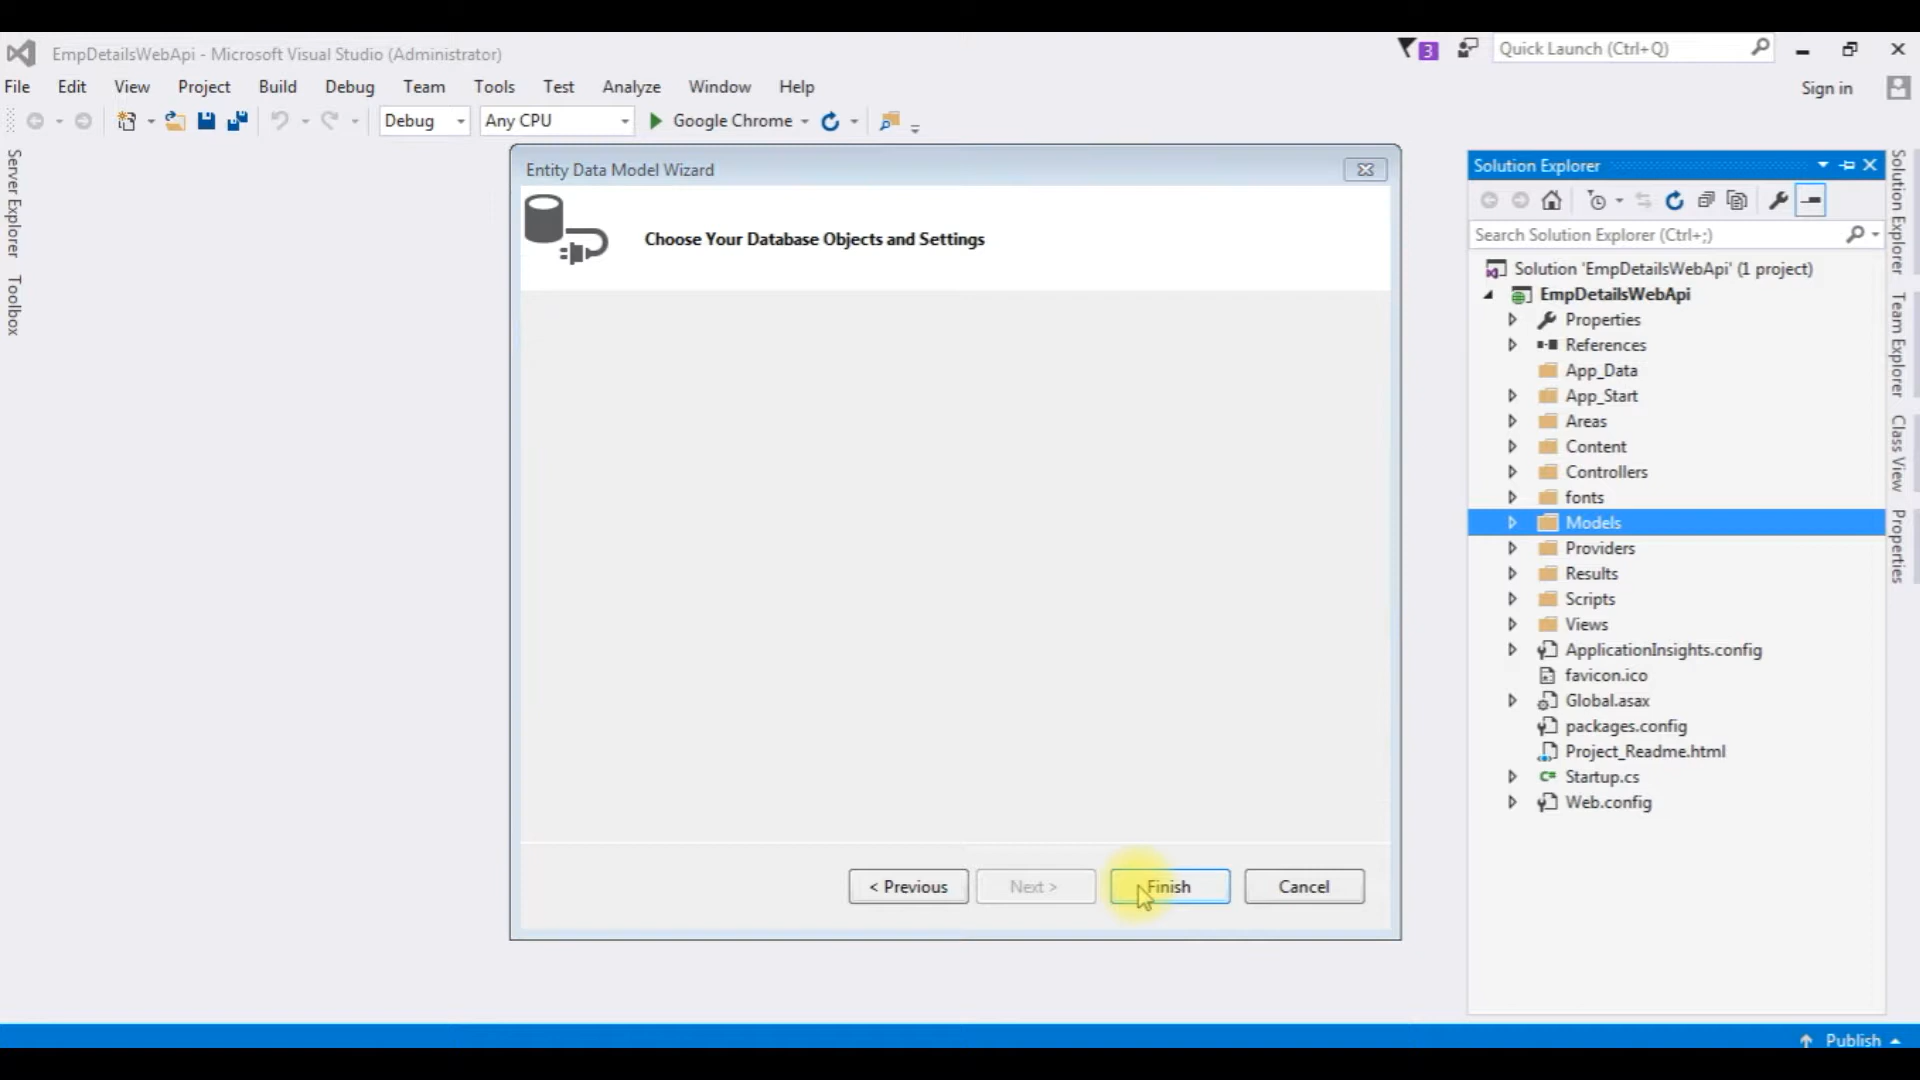 EmpDetailsWebApi - Microsoft Visual Studio (Administrator)
3
Quick Launch (Ctrl+Q)
File Edit View Project Build Debug Team Tools Test Analyze Window Help
Sign in
Debug Any CPU Google Chrome
Server Explorer
Toolbox
Entity Data Model Wizard
Choose Your Database Objects and Settings
< Previous Next > Finish Cancel
Solution Explorer
Search Solution Explorer (Ctrl+;)
Solution 'EmpDetailsWebApi' (1 project)
EmpDetailsWebApi
Properties
References
App_Data
App_Start
Areas
Content
Controllers
fonts
Models
Providers
Results
Scripts
Views
ApplicationInsights.config
favicon.ico
Global.asax
packages.config
Project_Readme.html
C# Startup.cs
Web.config
Solution Explorer
Team Explorer
Class View
Properties
Publish